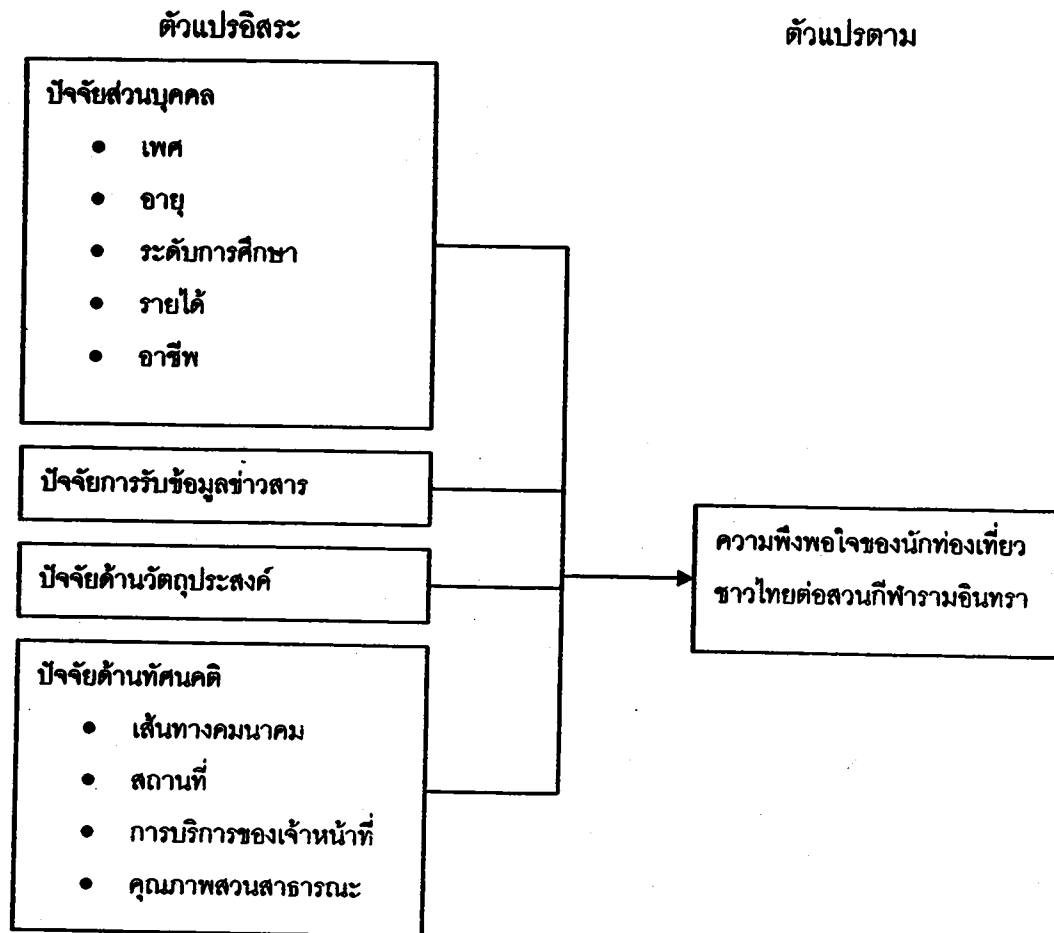 ตัวแปรอิสระ
ตัวแปรตาม
ปัจจัยส่วนบุคคล
• เพศ
• อายุ
• ระดับการศึกษา
• รายได้
• อาชีพ
ปัจจัยการรับข้อมูลข่าวสาร
ปัจจัยด้านวัตถุประสงค์
ปัจจัยด้านทัศนคติ
• เส้นทางคมนาคม
• สถานที่
• การบริการของเจ้าหน้าที่
• คุณภาพสวนสาธารณะ
ความพึงพอใจของนักท่องเที่ยว
ชาวไทยต่อสวนกีฬารามอินทรา